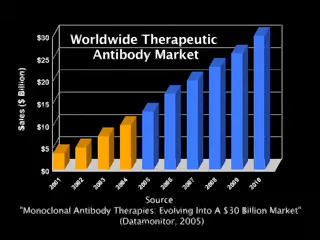 Worldwide Therapeutic
Antibody Market
Sales ($ Billion)
$30
$25
$20
$15
$10
$5
$0
2001 2002 2003 2004 2005 2006 2007 2008 2009 2010
Source:
"Monoclonal Antibody Therapies: Evolving Into A $30 Billion Market"
(Datamonitor, 2005)